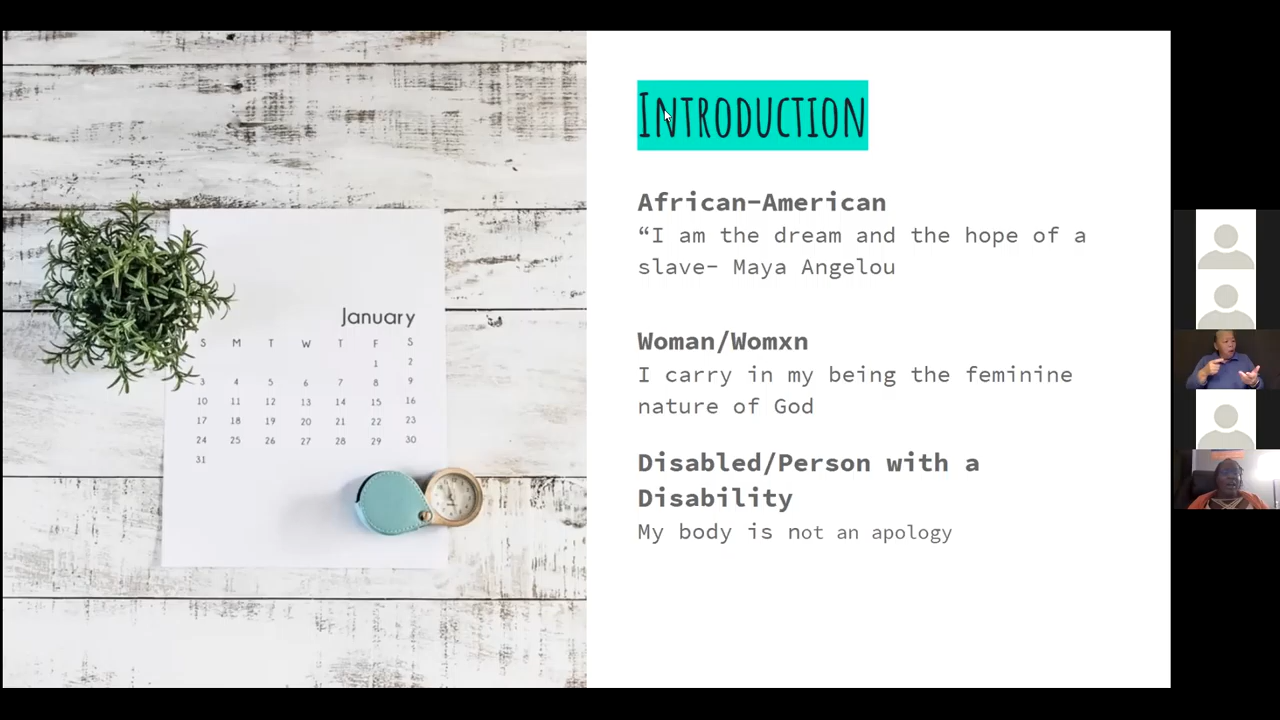 January
S M T W T F S
1 2
3 4 5 6 7 8 9
10 11 12 13 14 15 16
17 18 19 20 21 22 23
24 25 26 27 28 29 30
31
Introduction
African-American
“I am the dream and the hope of a
slave- Maya Angelou
Woman/Womxn
I carry in my being the feminine
nature of God
Disabled/Person with a
Disability
My body is not an apology